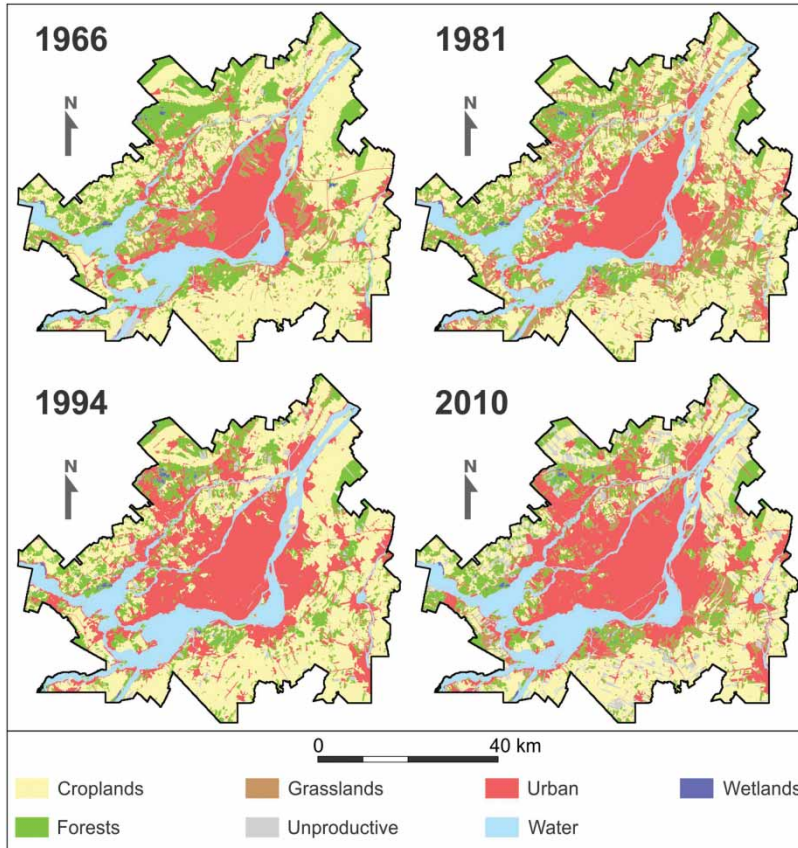 1966
1981
N
N
1994
2010
N
N
0 40 km
Croplands Grasslands Urban Wetlands
Forests Unproductive Water